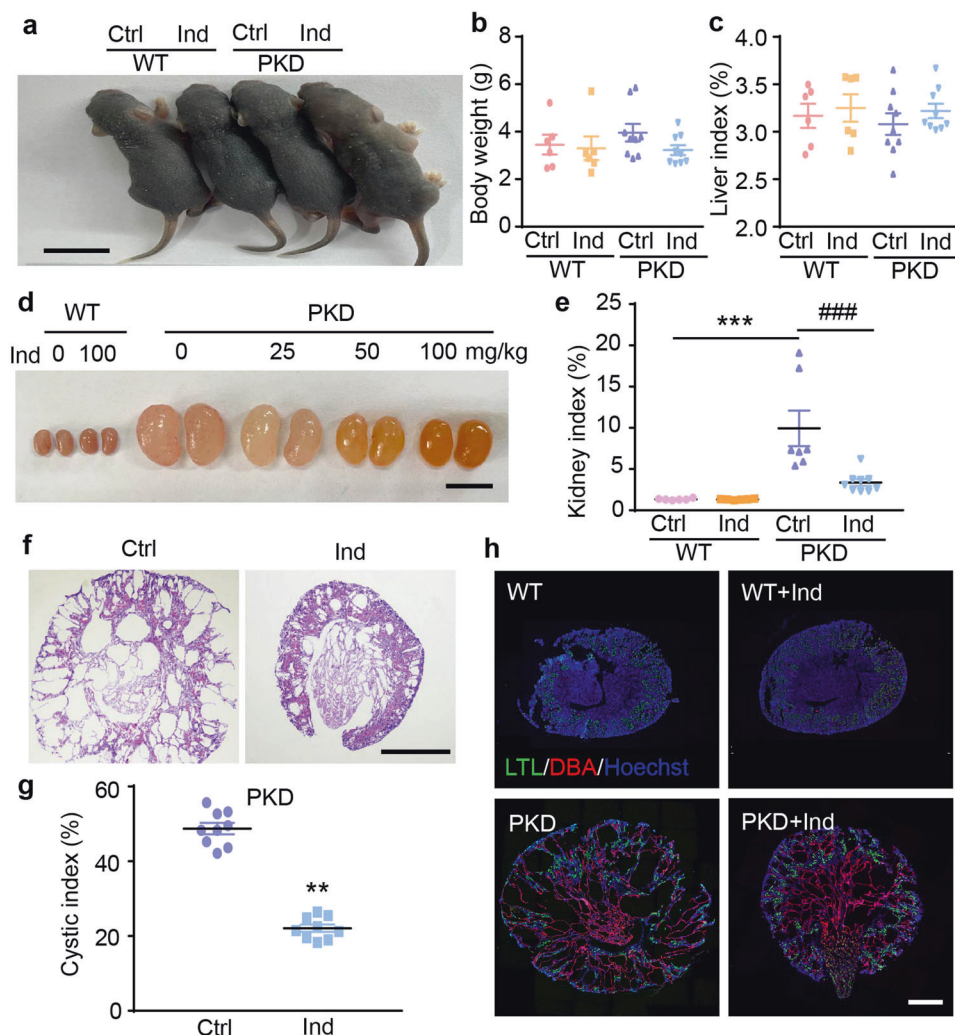 a
Ctrl Ind Ctrl Ind
WT PKD
b
Body weight (g)
8
6
4
2
0
Ctrl Ind Ctrl Ind
WT PKD
c
Liver index (%)
4.0
3.5
3.0
2.5
2.0
Ctrl Ind Ctrl Ind
WT PKD
d
WT PKD
Ind 0 100 0 25 50 100 mg/kg
e
Kidney index (%)
25
20
15
10
5
0
*** ###
Ctrl Ind Ctrl Ind
WT PKD
f
Ctrl Ind
g
Cystic index (%)
60
40
20
0
PKD
**
Ctrl Ind
h
WT WT+Ind
LTL/DBA/Hoechst
PKD PKD+Ind